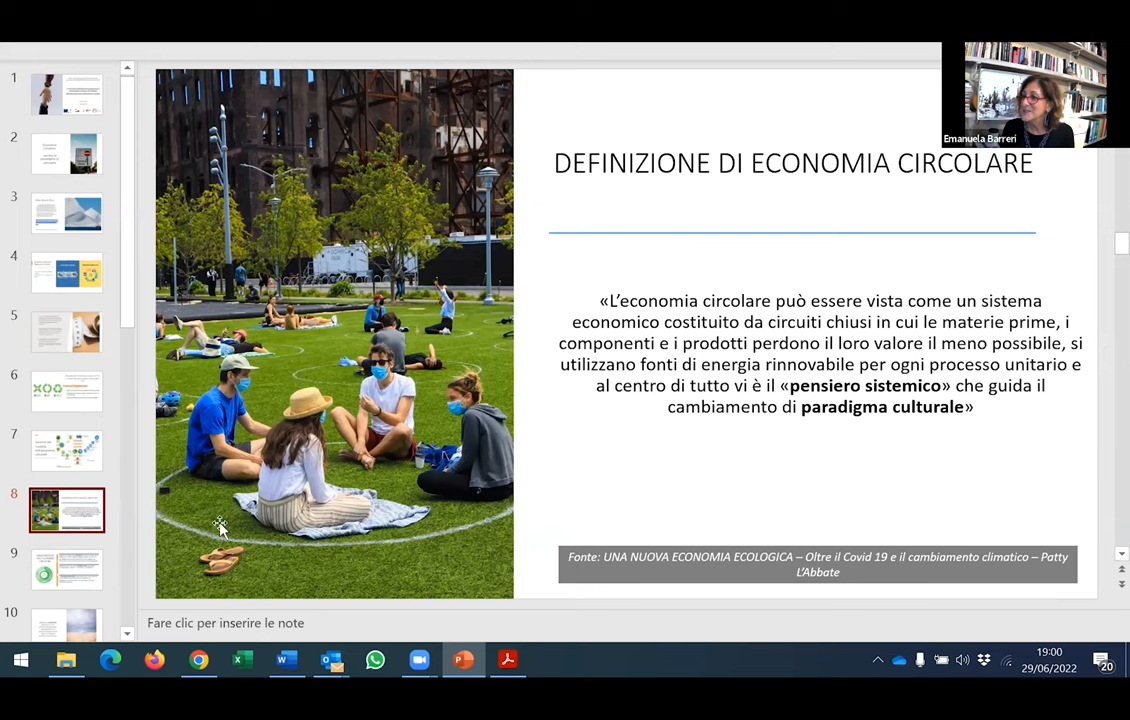 Emanuela Barreri
DEFINIZIONE DI ECONOMIA CIRCOLARE
«L'economia circolare può essere vista come un sistema
economico costituito da circuiti chiusi in cui le materie prime, i
componenti e i prodotti perdono il loro valore il meno possibile, si
utilizzano fonti di energia rinnovabile per ogni processo unitario e
al centro di tutto vi è il «pensiero sistemico» che guida il
cambiamento di paradigma culturale»
Fonte: UNA NUOVA ECONOMIA ECOLOGICA – Oltre il Covid 19 e il cambiamento climatico – Patty
L'Abbate
1
2
3
4
5
6
7
8
9
10
Fare clic per inserire le note
19:00
29/06/2022
20